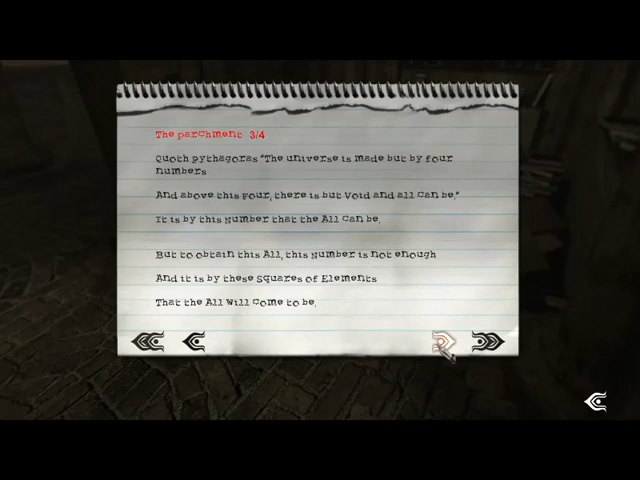 The parchment 3/4
Quoth pythagoras "The universe is made but by four
numbers
And above this Four, there is but Void and all can be."
It is by this Number that the All can be.
But to obtain this All, this Number is not enough
And it is by these Squares of Elements
That the All Will come to be.